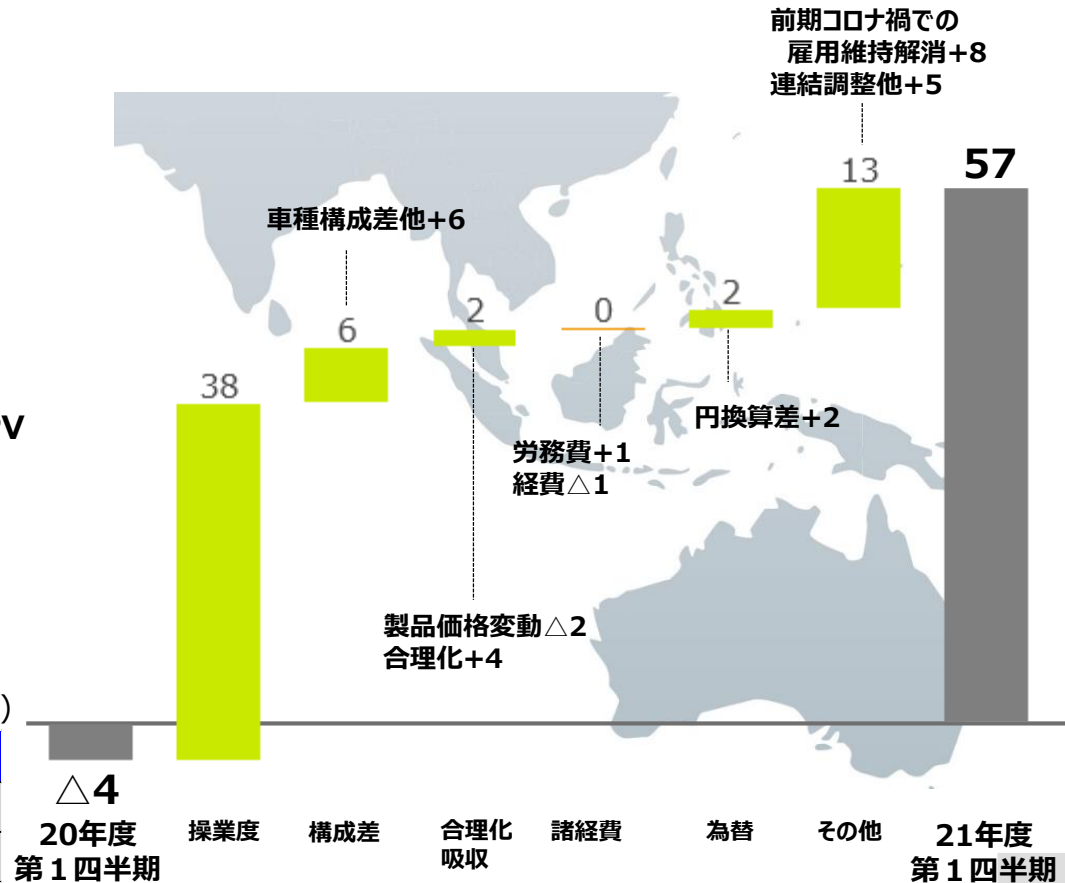 前期コロナ禍での
雇用維持解消+8
連結調整他+5
13
57
車種構成差他+6
6
2
0
2
38
V
円換算差+2
労務費+1
経費△1
製品価格変動△2
合理化+4
)
△4
20年度
第1四半期
操業度
構成差
合理化
吸収
諸経費
為替
その他
21年度
第1四半期